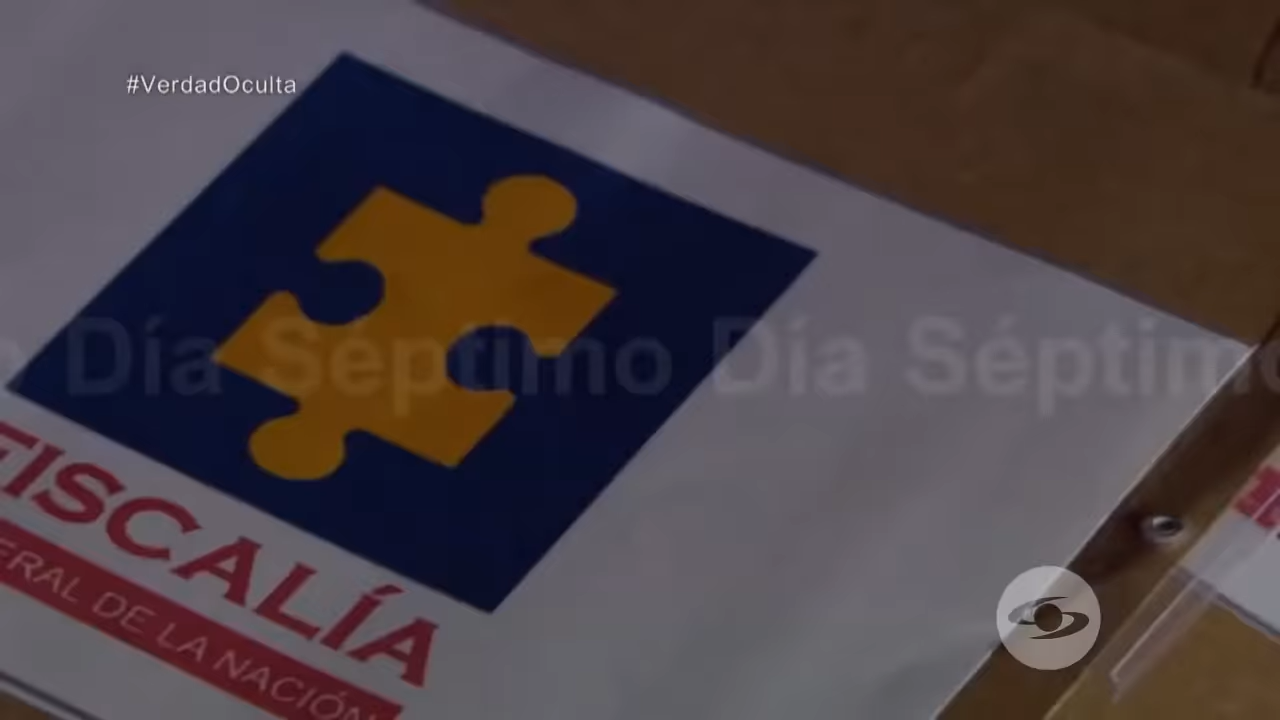 #VerdadOculta
Día Séptimo Día Séptimo
FISCALÍA
ERAL DE LA NACIÓN